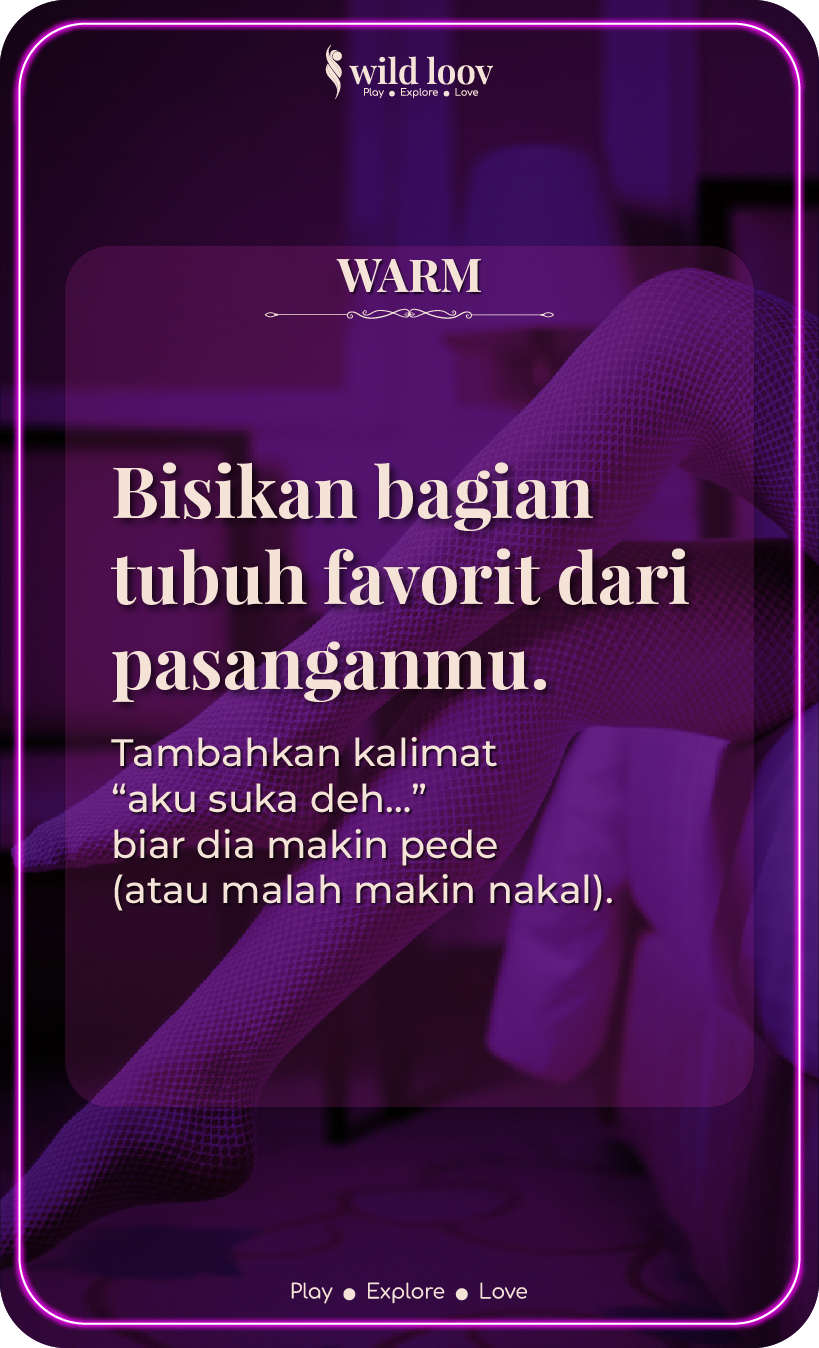 wild loov
Play ● Explore ● Love
WARM
Bisikan bagian
tubuh favorit dari
pasanganmu.
Tambahkan kalimat
“aku suka deh...”
biar dia makin pede
(atau malah makin nakal).
Play ● Explore ● Love